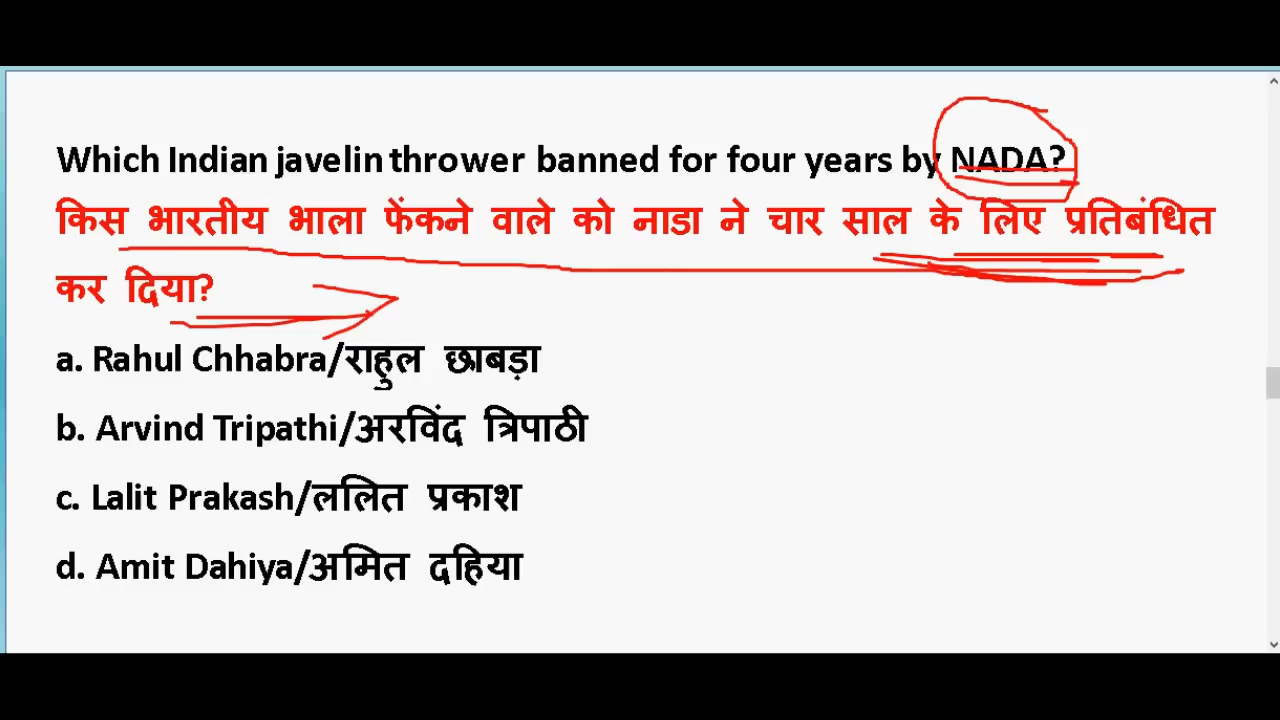 Which Indian javelin thrower banned for four years by NADA?
किस भारतीय भाला फेंकने वाले को नाडा ने चार साल के लिए प्रतिबंधित
कर दिया?
a. Rahul Chhabra/राहुल छाबड़ा
b. Arvind Tripathi/अरविंद त्रिपाठी
c. Lalit Prakash/ललित प्रकाश
d. Amit Dahiya/अमित दहिया